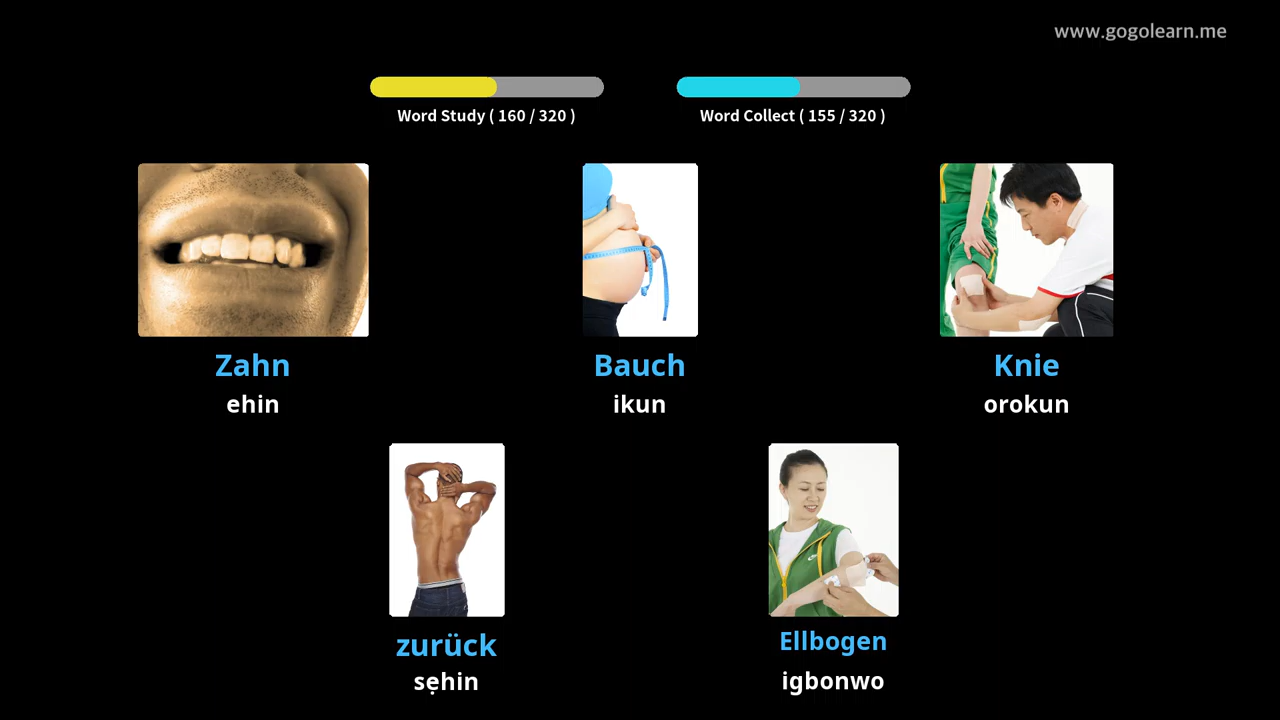 www.gogolearn.me
Word Study ( 160 / 320 )
Word Collect ( 155 / 320 )
Zahn
ehin
Bauch
ikun
Knie
orokun
zurück
sẹhin
Ellbogen
igbonwo